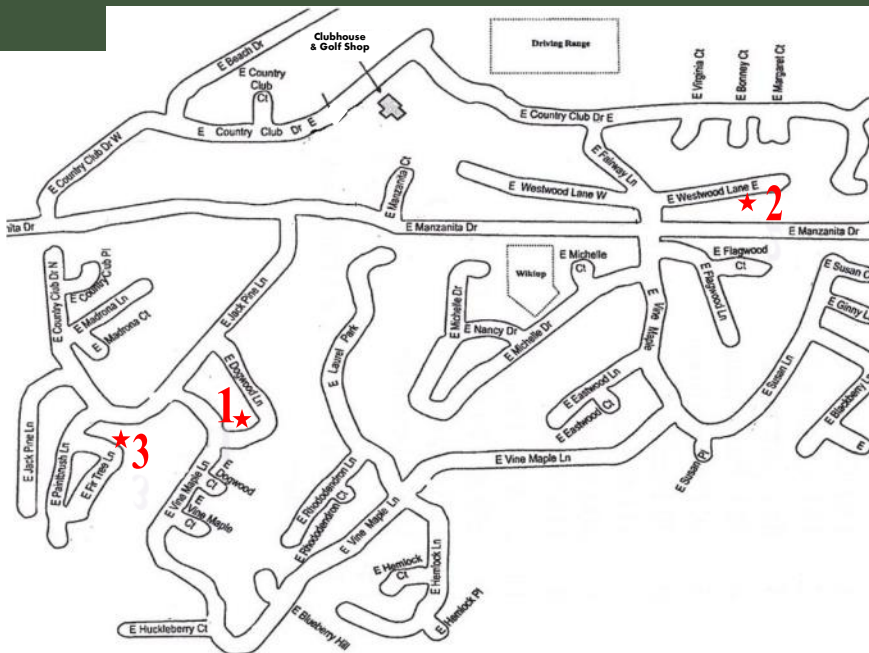 Clubhouse
& Golf Shop
Driving Range
E Beach Dr
E Country
Club
Ct
E Virginia Ct
E Bonney Ct
E Margaret Ct
E Country Club Dr E
E Country Club Dr E
E Country Club Dr W
E Fairway Ln
E Manzanita Ct
E Westwood Lane W
E Westwood Lane E
2
nita Dr
E Manzanita Dr
E Manzanita Dr
E Country Club Dr N
E Country Club Pl
E Madrona Ln
E Madrona Ct
E Jack Pine Ln
E Laurel Park
Wikiup
E Michelle
Ct
E Michelle Dr
E Nancy Dr
E Michelle Dr
E Flagwood
Ct
E Flagwood Ln
E Vine Maple
E Susan C
E Ginny L
E Susan Ln
E Blackberry Ln
E
E Dogwood Ln
1
E Eastwood Ln
E Eastwood Ct
E Jack Pine Ln
3
E Paintbrush Ln
E Fir Tree Ln
E Vine Maple Ln
E
Dogwood
Ct
E
Vine Maple
Ct
E Rhododendron Ln
E Rhododendron Ct
E Vine Maple Ln
E Vine Maple Ln
E Susan Pl
E Hemlock
Ct
E Hemlock Ln
E Hemlock Pl
E Huckleberry Ct
E Blueberry Hill